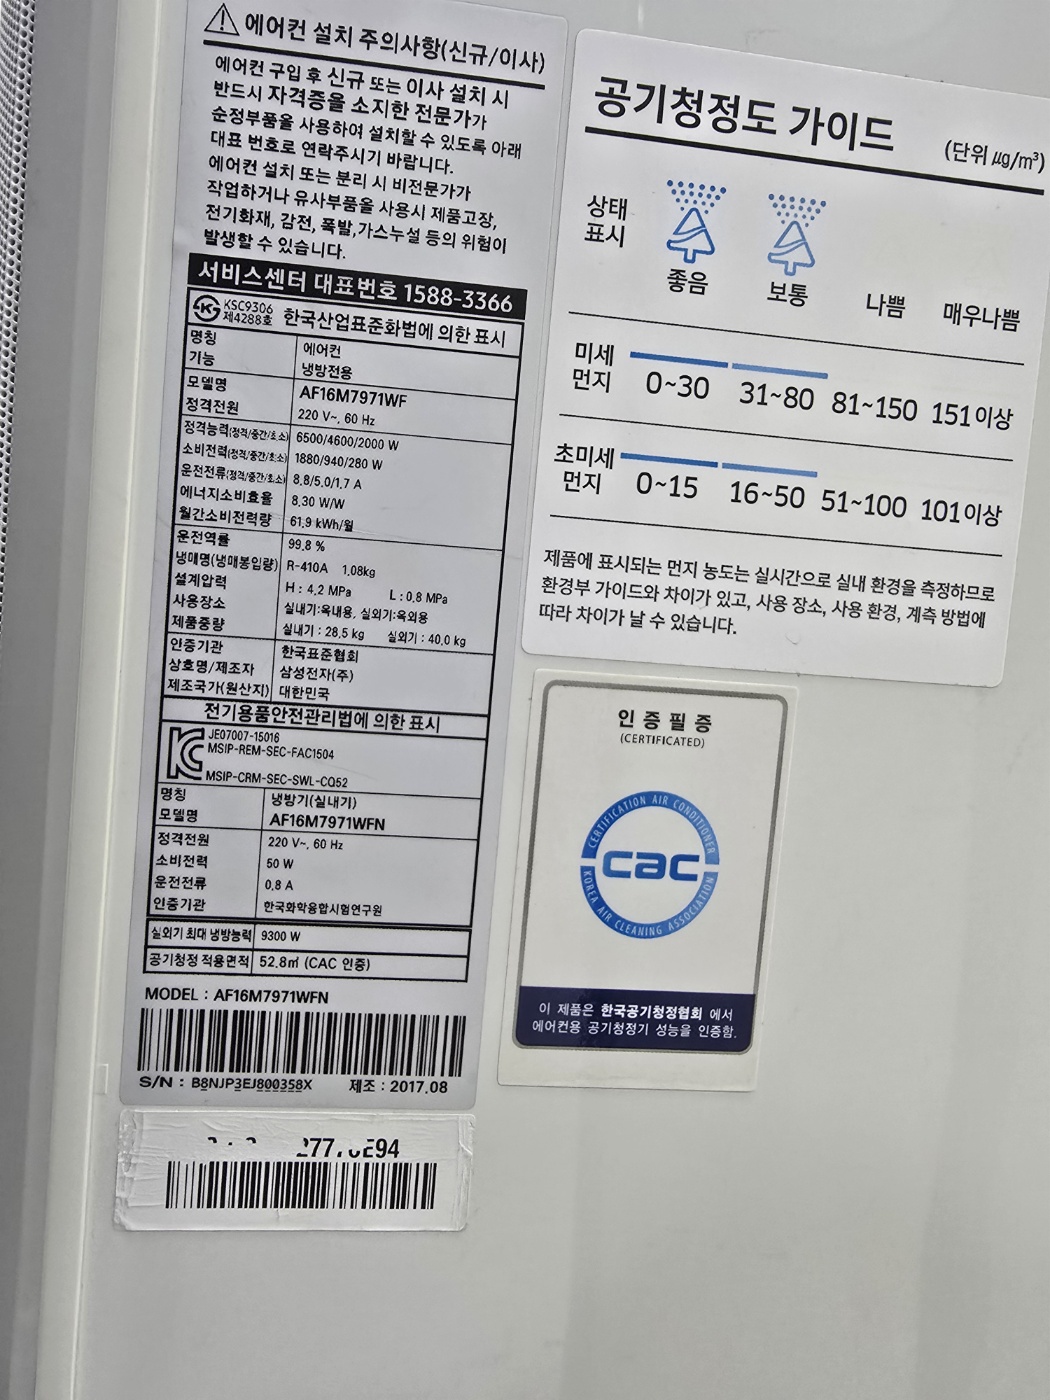 에어컨 설치 주의사항(신규/이사)
에어컨 구입 후 신규 또는 이사 설치 시
반드시 자격증을 소지한 전문가가
순정부품을 사용하여 설치할 수 있도록 아래
대표 번호로 연락주시기 바랍니다.
에어컨 설치 또는 분리 시 비전문가가
작업하거나 유사부품을 사용시 제품고장,
전기화재, 감전, 폭발,가스누설 등의 위험이
발생할 수 있습니다.
서비스센터 대표번호 1588-3366
KSC9306
제4288호
한국산업표준화법에 의한 표시
명칭 에어컨
기능 냉방전용
모델명 AF16M7971WF
정격전원 220 V~, 60 Hz
정격능력(정격/중간/최소) 6500/4600/2000 W
소비전력(정격/중간/최소) 1880/940/280 W
운전전류(정격/중간/최소) 8.8/5.0/1.7 A
에너지소비효율 8.30 W/W
월간소비전력량 61.9 kWh/월
운전역률 99.8 %
냉매명(냉매봉입량) R-410A 1.08kg
설계압력 H : 4.2 MPa L : 0.8 MPa
사용장소 실내기:옥내용, 실외기:옥외용
제품중량 실내기 : 28.5 kg 실외기 : 40.0 kg
인증기관 한국표준협회
상호명/제조자 삼성전자(주)
제조국가(원산지) 대한민국
전기용품안전관리법에 의한 표시
JE07007-15016
MSIP-REM-SEC-FAC1504
MSIP-CRM-SEC-SWL-CQ52
명칭 냉방기(실내기)
모델명 AF16M7971WFN
정격전원 220 V~, 60 Hz
소비전력 50 W
운전전류 0.8 A
인증기관 한국화학융합시험연구원
실외기 최대 냉방능력 9300 W
공기청정 적용면적 52.8㎡ (CAC 인증)
MODEL : AF16M7971WFN
S/N : B8NJP3EJ800358X 제조 : 2017.08
공기청정도 가이드 (단위 μg/m³)
상태
표시
좋음 보통 나쁨 매우나쁨
미세
먼지 0~30 31~80 81~150 151이상
초미세
먼지 0~15 16~50 51~100 101이상
제품에 표시되는 먼지 농도는 실시간으로 실내 환경을 측정하므로
환경부 가이드와 차이가 있고, 사용 장소, 사용 환경, 계측 방법에
따라 차이가 날 수 있습니다.
인증필증
(CERTIFICATED)
CERTIFICATION AIR CONDITIONER
cac
KOREA AIR CLEANING ASSOCIATION
이 제품은 한국공기청정협회 에서
에어컨용 공기청정기 성능을 인증함.